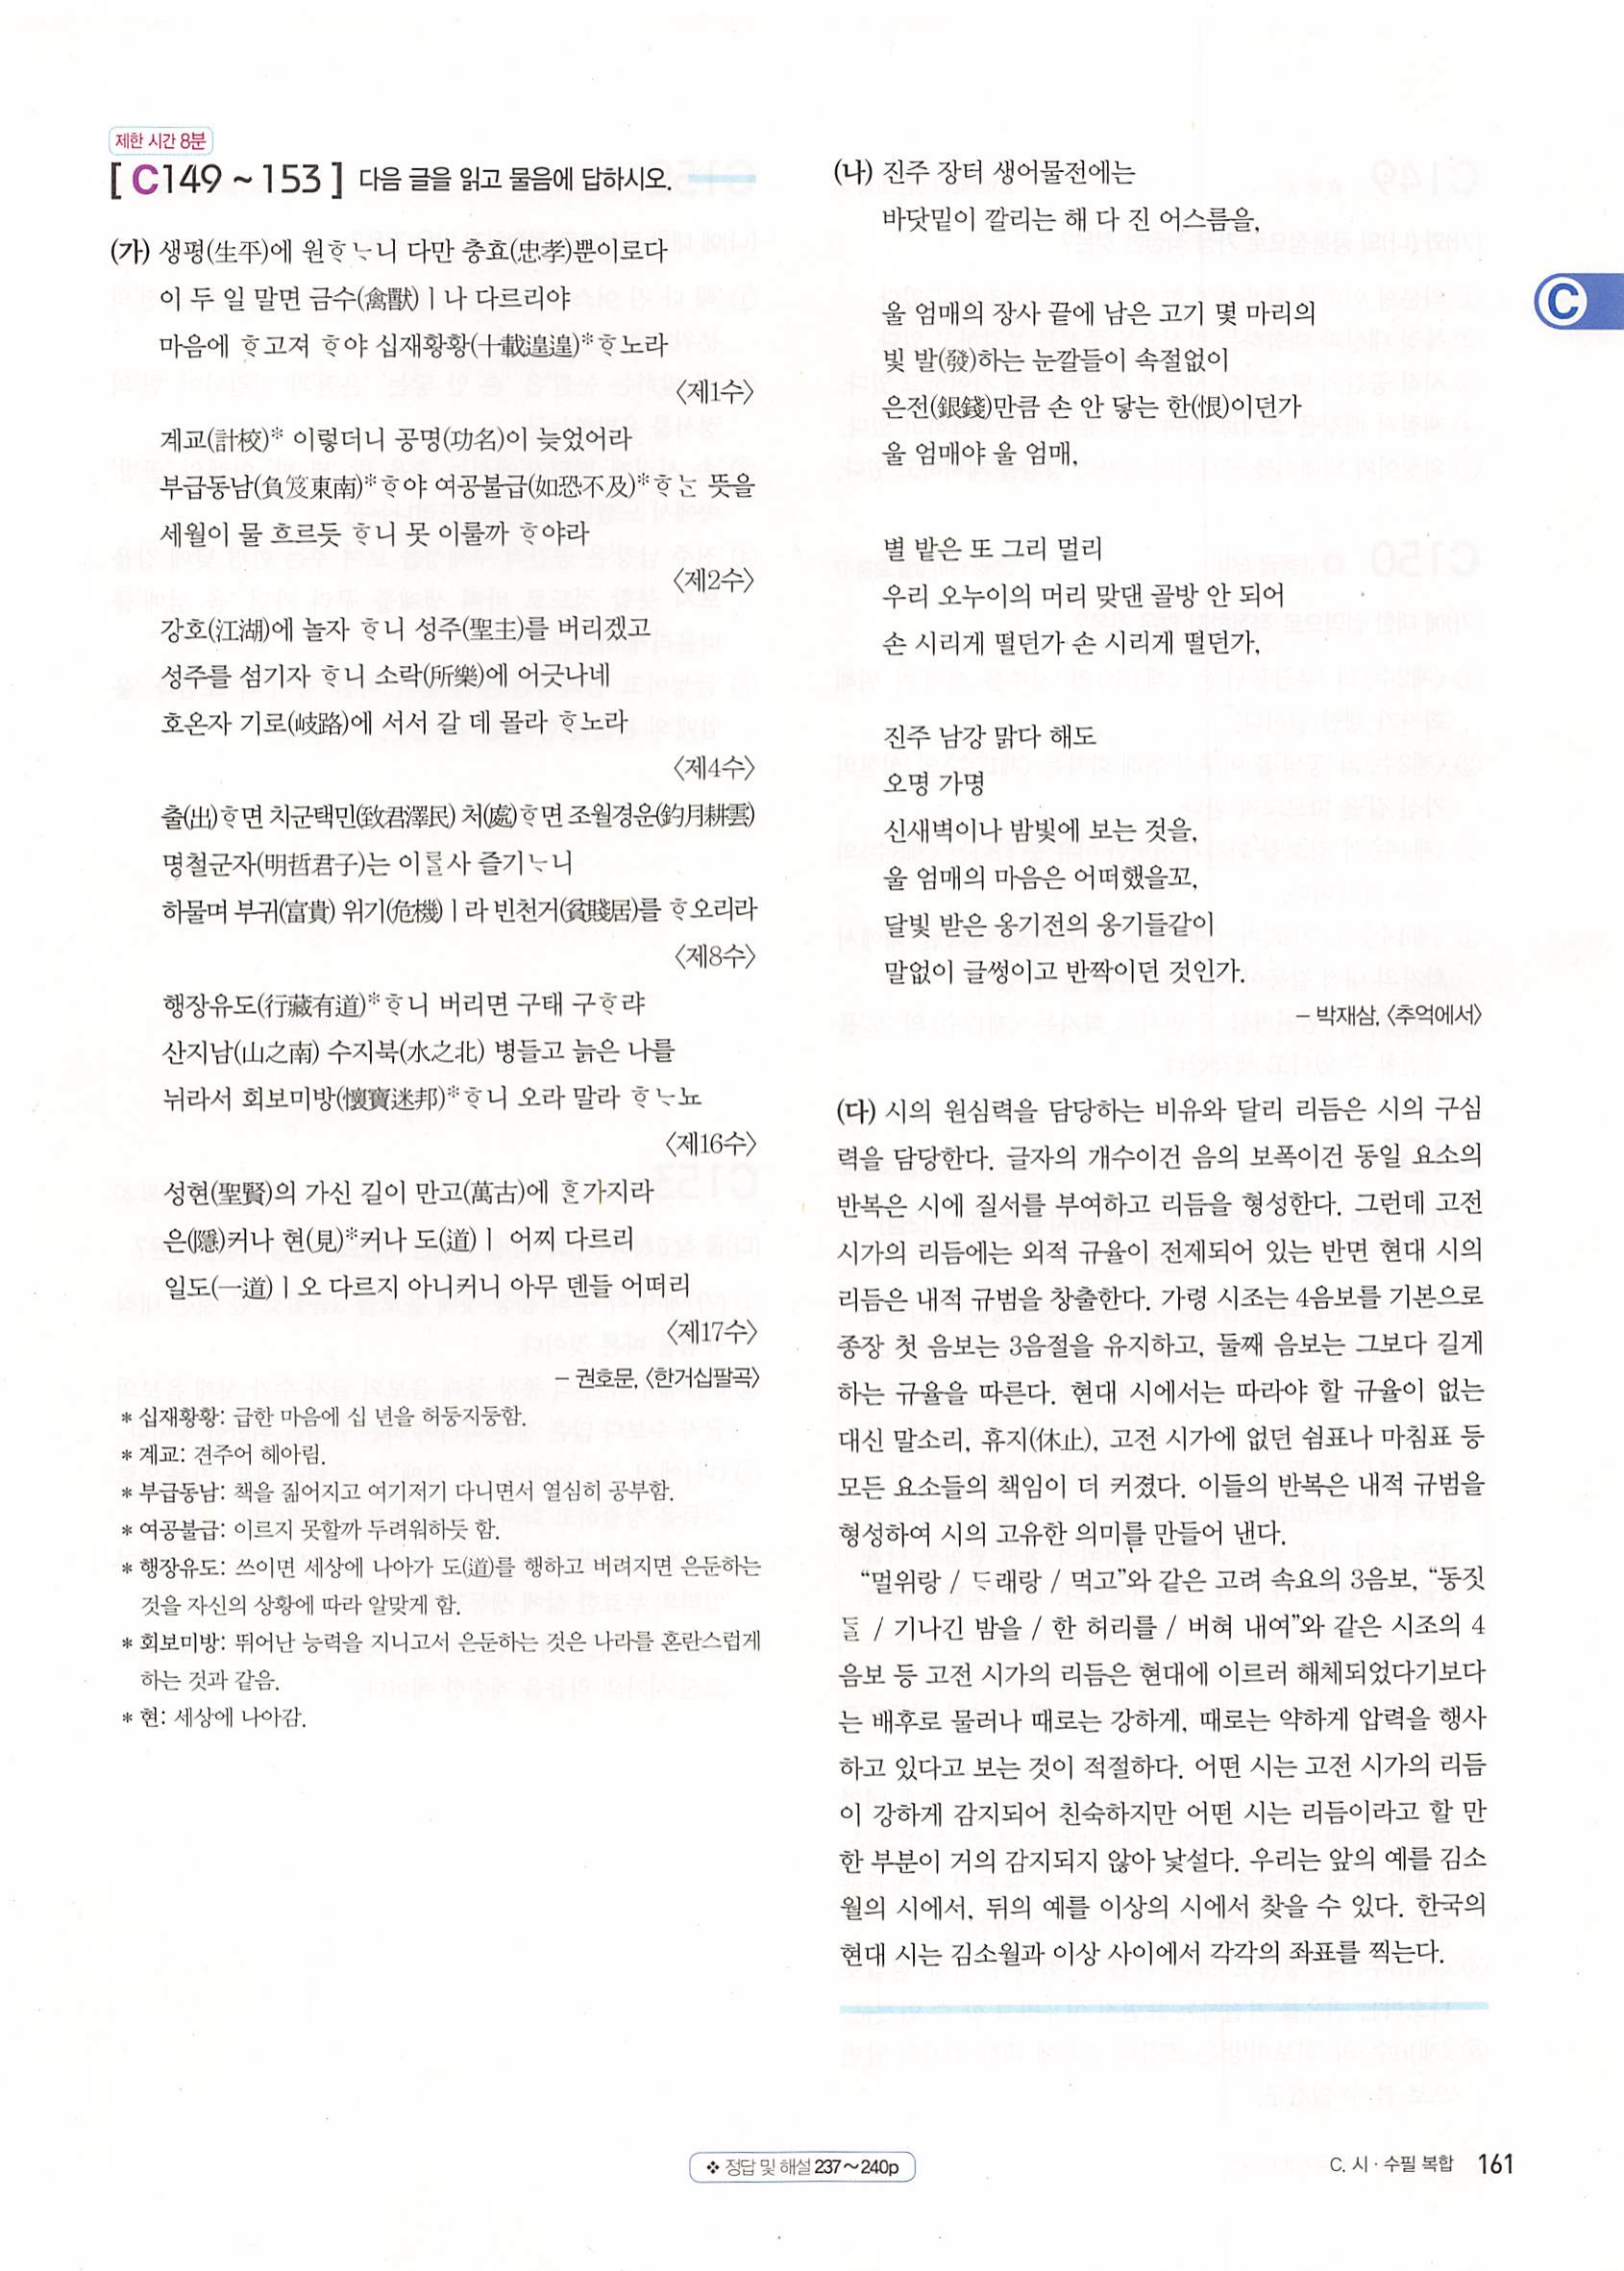 제한 시간 8분
[ C149 ~ 153 ] 다음 글을 읽고 물음에 답하시오.
(가) 생평(生平)에 원ᄒᆞᄂᆞ니 다만 충효(忠孝)뿐이로다
이 두 일 말면 금수(禽獸)ㅣ나 다르리야
마음에 ᄒᆞ고져 ᄒᆞ야 십재황황(十載遑遑)*ᄒᆞ노라
〈제1수〉
계교(計校)* 이렇더니 공명(功名)이 늦었어라
부급동남(負笈東南)*ᄒᆞ야 여공불급(如恐不及)*ᄒᆞᄂᆞᆫ 뜻을
세월이 물 흐르듯 ᄒᆞ니 못 이룰까 ᄒᆞ야라
〈제2수〉
강호(江湖)에 놀자 ᄒᆞ니 성주(聖主)를 버리겠고
성주를 섬기자 ᄒᆞ니 소락(所樂)에 어긋나네
호온자 기로(岐路)에 서서 갈 데 몰라 ᄒᆞ노라
〈제4수〉
출(出)ᄒᆞ면 치군택민(致君澤民) 처(處)ᄒᆞ면 조월경운(釣月耕雲)
명철군자(明哲君子)는 이ᄅᆞᆯ사 즐기ᄂᆞ니
하물며 부귀(富貴) 위기(危機)ㅣ라 빈천거(貧賤居)를 ᄒᆞ오리라
〈제8수〉
행장유도(行藏有道)*ᄒᆞ니 버리면 구태 구ᄒᆞ랴
산지남(山之南) 수지북(水之北) 병들고 늙은 나를
뉘라서 회보미방(懷寶迷邦)*ᄒᆞ니 오라 말라 ᄒᆞᄂᆞ뇨
〈제16수〉
성현(聖賢)의 가신 길이 만고(萬古)에 ᄒᆞᆫ가지라
은(隱)커나 현(見)*커나 도(道)ㅣ 어찌 다르리
일도(一道)ㅣ오 다르지 아니커니 아무 덴들 어떠리
〈제17수〉
– 권호문, 〈한거십팔곡〉
* 십재황황: 급한 마음에 십 년을 허둥지둥함.
* 계교: 견주어 헤아림.
* 부급동남: 책을 짊어지고 여기저기 다니면서 열심히 공부함.
* 여공불급: 이르지 못할까 두려워하듯 함.
* 행장유도: 쓰이면 세상에 나아가 도(道)를 행하고 버려지면 은둔하는
것을 자신의 상황에 따라 알맞게 함.
* 회보미방: 뛰어난 능력을 지니고서 은둔하는 것은 나라를 혼란스럽게
하는 것과 같음.
* 현: 세상에 나아감.
(나) 진주 장터 생어물전에는
바닷밑이 깔리는 해 다 진 어스름을,
울 엄매의 장사 끝에 남은 고기 몇 마리의
빛 발(發)하는 눈깔들이 속절없이
은전(銀錢)만큼 손 안 닿는 한(恨)이던가
울 엄매야 울 엄매,
별 밭은 또 그리 멀리
우리 오누이의 머리 맞댄 골방 안 되어
손 시리게 떨던가 손 시리게 떨던가,
진주 남강 맑다 해도
오명 가명
신새벽이나 밤빛에 보는 것을,
울 엄매의 마음은 어떠했을꼬,
달빛 받은 옹기전의 옹기들같이
말없이 글썽이고 반짝이던 것인가.
– 박재삼, 〈추억에서〉
(다) 시의 원심력을 담당하는 비유와 달리 리듬은 시의 구심
력을 담당한다. 글자의 개수이건 음의 보폭이건 동일 요소의
반복은 시에 질서를 부여하고 리듬을 형성한다. 그런데 고전
시가의 리듬에는 외적 규율이 전제되어 있는 반면 현대 시의
리듬은 내적 규범을 창출한다. 가령 시조는 4음보를 기본으로
종장 첫 음보는 3음절을 유지하고, 둘째 음보는 그보다 길게
하는 규율을 따른다. 현대 시에서는 따라야 할 규율이 없는
대신 말소리, 휴지(休止), 고전 시가에 없던 쉼표나 마침표 등
모든 요소들의 책임이 더 커졌다. 이들의 반복은 내적 규범을
형성하여 시의 고유한 의미를 만들어 낸다.
“멀위랑 / ᄃᆞ래랑 / 먹고”와 같은 고려 속요의 3음보, “동짓
ᄃᆞᆯ / 기나긴 밤을 / 한 허리를 / 버혀 내여”와 같은 시조의 4
음보 등 고전 시가의 리듬은 현대에 이르러 해체되었다기보다
는 배후로 물러나 때로는 강하게, 때로는 약하게 압력을 행사
하고 있다고 보는 것이 적절하다. 어떤 시는 고전 시가의 리듬
이 강하게 감지되어 친숙하지만 어떤 시는 리듬이라고 할 만
한 부분이 거의 감지되지 않아 낯설다. 우리는 앞의 예를 김소
월의 시에서, 뒤의 예를 이상의 시에서 찾을 수 있다. 한국의
현대 시는 김소월과 이상 사이에서 각각의 좌표를 찍는다.
C
❖ 정답 및 해설 237~240p
C. 시 · 수필 복합 161